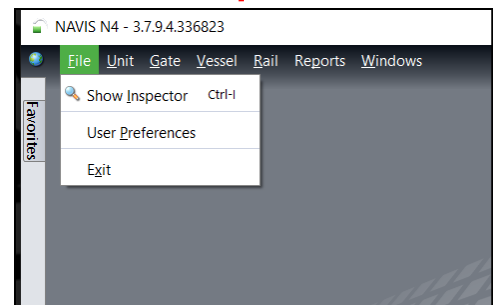 NAVIS N4 - 3.7.9.4.336823
File Unit Gate Vessel Rail Reports Windows
Show Inspector Ctrl-I
User Preferences
Exit
Favorites